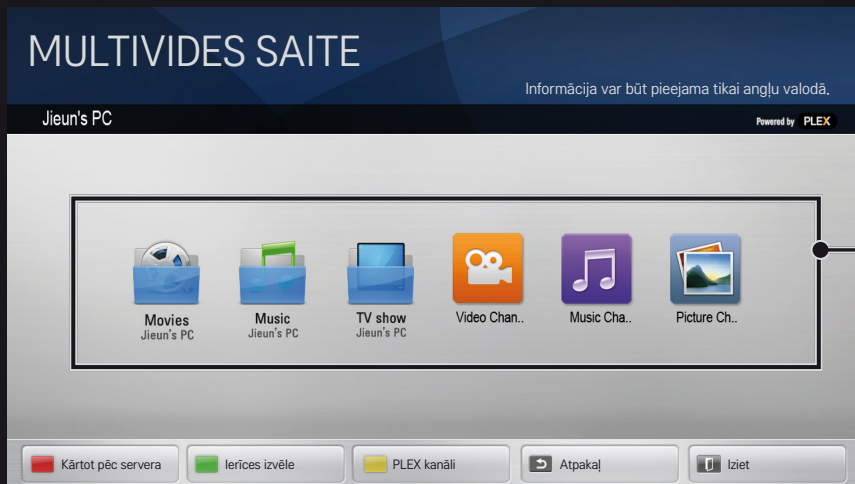 MULTIVIDES SAITE
Informācija var būt pieejama tikai angļu valodā.
Jieun's PC
Powered by PLEX
Movies
Jieun's PC
Music
Jieun's PC
TV show
Jieun's PC
Video Chan..
Music Cha..
Picture Ch..
Kārtot pēc servera
Ierīces izvēle
PLEX kanāli
Atpakaļ
Iziet